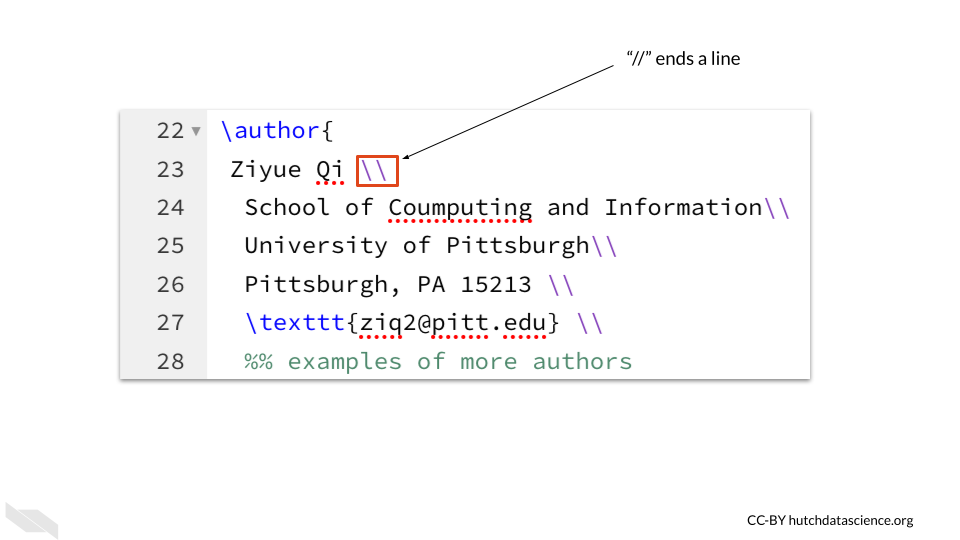 “//” ends a line
22 \author{
23 Ziyue Qi \\
24 School of Coumputing and Information\\
25 University of Pittsburgh\\
26 Pittsburgh, PA 15213 \\
27 \texttt{ziq2@pitt.edu} \\
28 %% examples of more authors
CC-BY hutchdatascience.org